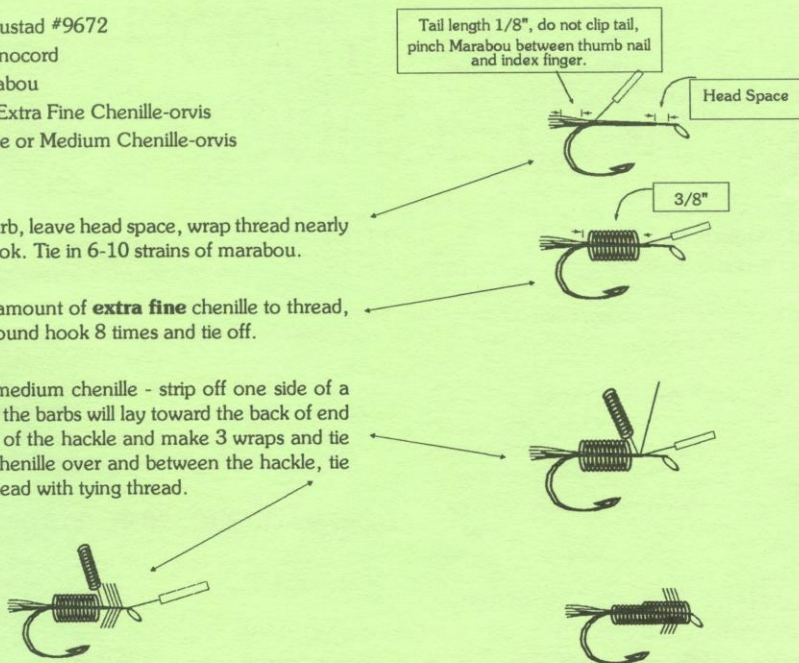 ustad #9672
nocord
abou
Extra Fine Chenille-orvis
e or Medium Chenille-orvis
Tail length 1/8", do not clip tail,
pinch Marabou between thumb nail
and index finger.
Head Space
rb, leave head space, wrap thread nearly
ok. Tie in 6-10 strains of marabou.
3/8"
amount of extra fine chenille to thread,
ound hook 8 times and tie off.
medium chenille - strip off one side of a
the barbs will lay toward the back of end
of the hackle and make 3 wraps and tie
henille over and between the hackle, tie
ead with tying thread.